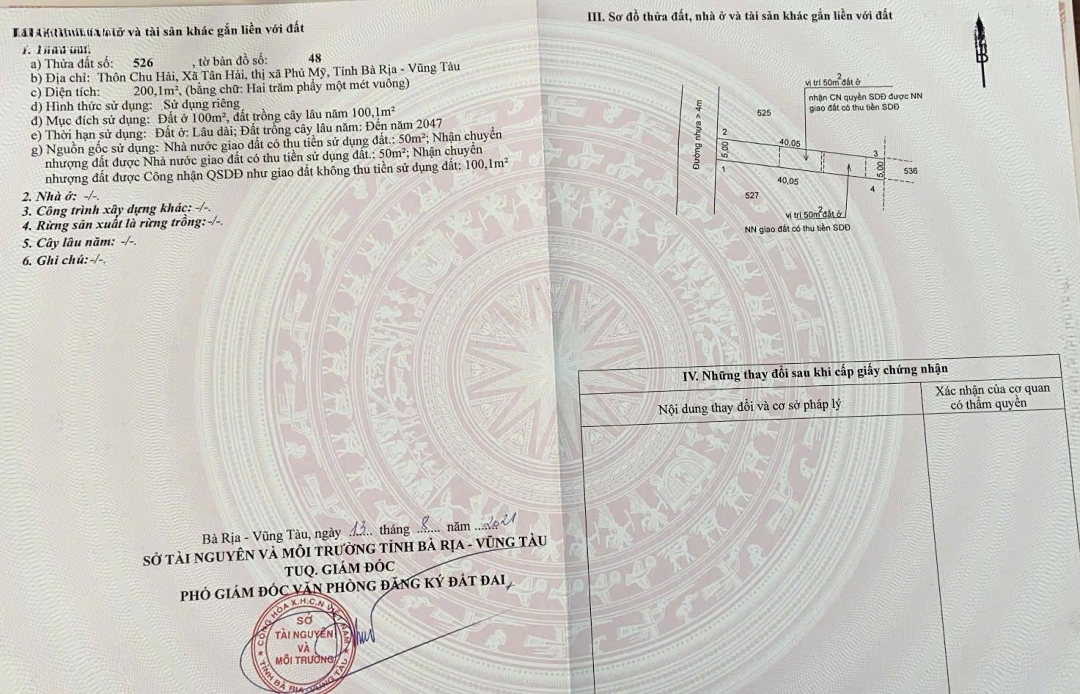 ở và tài sản khác gắn liền với đất
a) Thửa đất số: 526 , tờ bản đồ số: 48
b) Địa chỉ: Thôn Chu Hải, Xã Tân Hải, thị xã Phú Mỹ, Tỉnh Bà Rịa - Vũng Tàu
c) Diện tích: 200,1m², (bằng chữ: Hai trăm phẩy một mét vuông)
d) Hình thức sử dụng: Sử dụng riêng
đ) Mục đích sử dụng: Đất ở 100m², đất trồng cây lâu năm 100,1m²
e) Thời hạn sử dụng: Đất ở: Lâu dài; Đất trồng cây lâu năm: Đến năm 2047
g) Nguồn gốc sử dụng: Nhà nước giao đất có thu tiền sử dụng đất.: 50m²; Nhận chuyển
nhượng đất được Nhà nước giao đất có thu tiền sử dụng đất.: 50m²; Nhận chuyển
nhượng đất được Công nhận QSDĐ như giao đất không thu tiền sử dụng đất: 100,1m²
2. Nhà ở: -/-.
3. Công trình xây dựng khác: -/-.
4. Rừng sản xuất là rừng trồng: -/-.
5. Cây lâu năm: -/-.
6. Ghi chú: -/-.
Bà Rịa - Vũng Tàu, ngày 13 tháng 8 năm 2021
SỞ TÀI NGUYÊN VÀ MÔI TRƯỜNG TỈNH BÀ RỊA - VŨNG TÀU
TUQ. GIÁM ĐỐC
PHÓ GIÁM ĐỐC VĂN PHÒNG ĐĂNG KÝ ĐẤT ĐAI
CỘNG HÒA X.H.C.N VIỆT NAM
SỞ
TÀI NGUYÊN
VÀ
MÔI TRƯỜNG
TỈNH BÀ RỊA - VŨNG TÀU
III. Sơ đồ thửa đất, nhà ở và tài sản khác gắn liền với đất
B
vị trí 50m² đất ở
nhận CN quyền SDĐ được NN
giao đất có thu tiền SDĐ
Đường nhựa > 4m
525
2
40,05
3
5,00
5,00
536
1
40,05
4
527
vị trí 50m² đất ở
NN giao đất có thu tiền SDĐ
IV. Những thay đổi sau khi cấp giấy chứng nhận
Nội dung thay đổi và cơ sở pháp lý
Xác nhận của cơ quan
có thẩm quyền